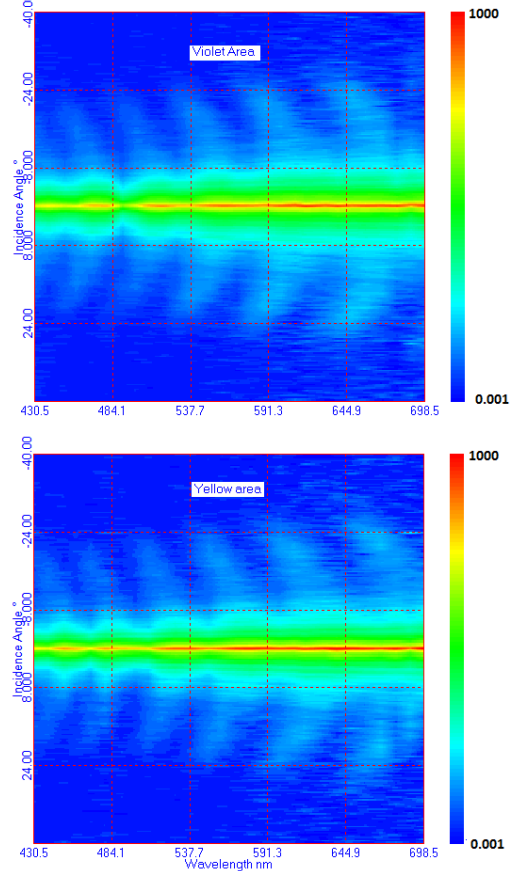 -40.00
1000
Violet Area
-24.00
-8.000
Incidence Angle °
8.000
24.00
0.001
430.5 484.1 537.7 591.3 644.9 698.5
-40.00
1000
Yellow area
-24.00
-8.000
Incidence Angle °
8.000
24.00
0.001
430.5 484.1 537.7 591.3 644.9 698.5
Wavelength nm